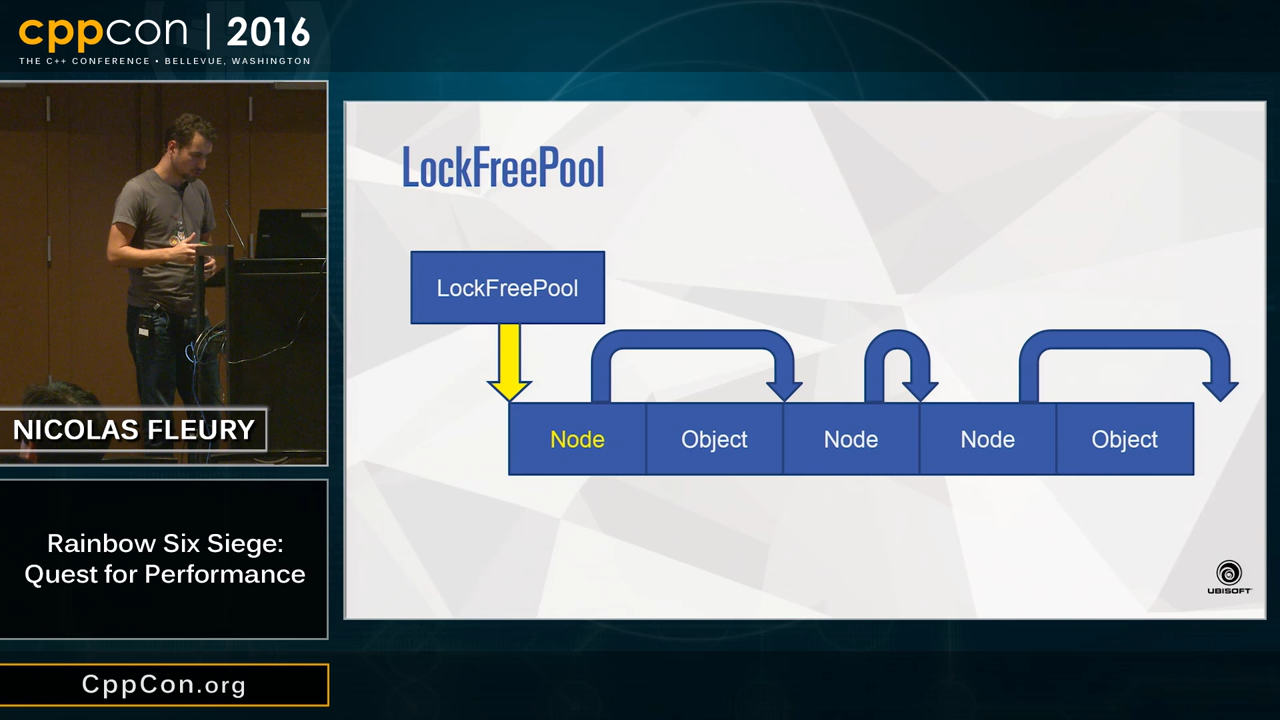 cppcon | 2016
THE C++ CONFERENCE • BELLEVUE, WASHINGTON
NICOLAS FLEURY
Rainbow Six Siege:
Quest for Performance
CppCon.org
LockFreePool
LockFreePool
Node Object Node Node Object
UBISOFT